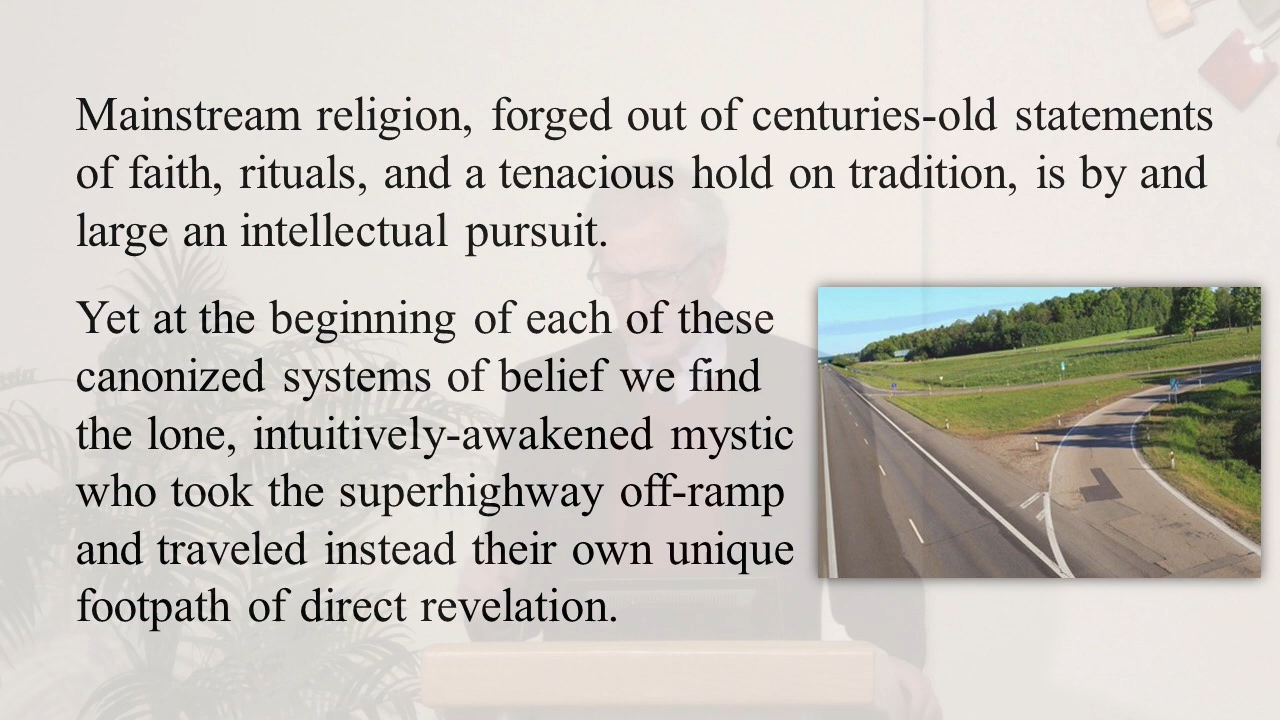 Mainstream religion, forged out of centuries-old statements
of faith, rituals, and a tenacious hold on tradition, is by and
large an intellectual pursuit.
Yet at the beginning of each of these
canonized systems of belief we find
the lone, intuitively-awakened mystic
who took the superhighway off-ramp
and traveled instead their own unique
footpath of direct revelation.